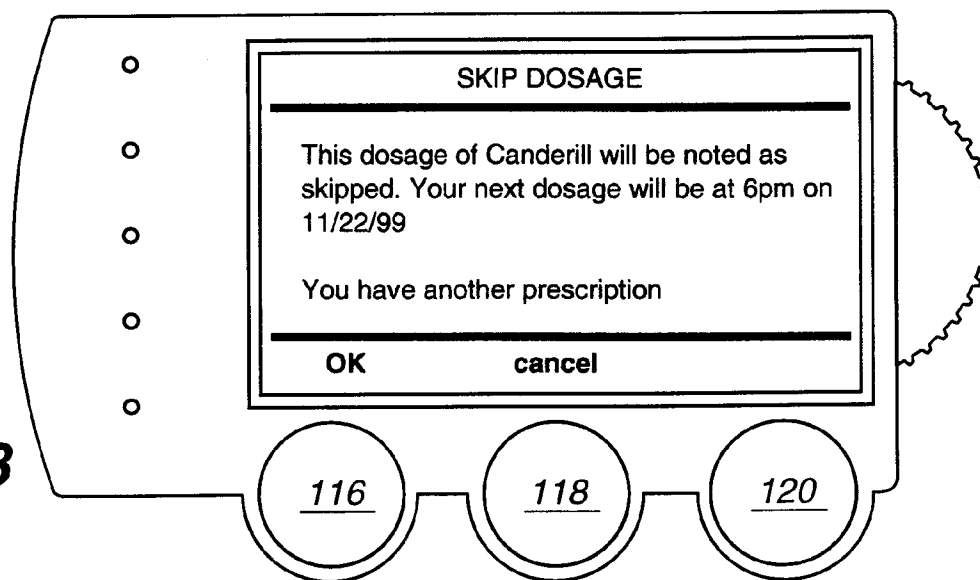 SKIP DOSAGE
This dosage of Canderill will be noted as
skipped. Your next dosage will be at 6pm on
11/22/99
You have another prescription
OK cancel
116 118 120